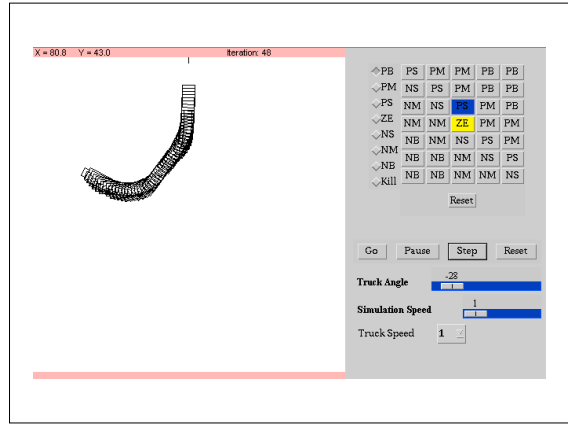 X = 80.8 Y = 43.0 Iteration: 48
PB PS PM PM PB PB
PM NS PS PM PB PB
PS NM NS PS PM PB
ZE NM NM ZE PM PM
NS NB NM NS PS PM
NM NB NB NM NS PS
NB NB NB NM NM NS
Kill
Reset
Go Pause Step Reset
Truck Angle -28
Simulation Speed 1
Truck Speed 1